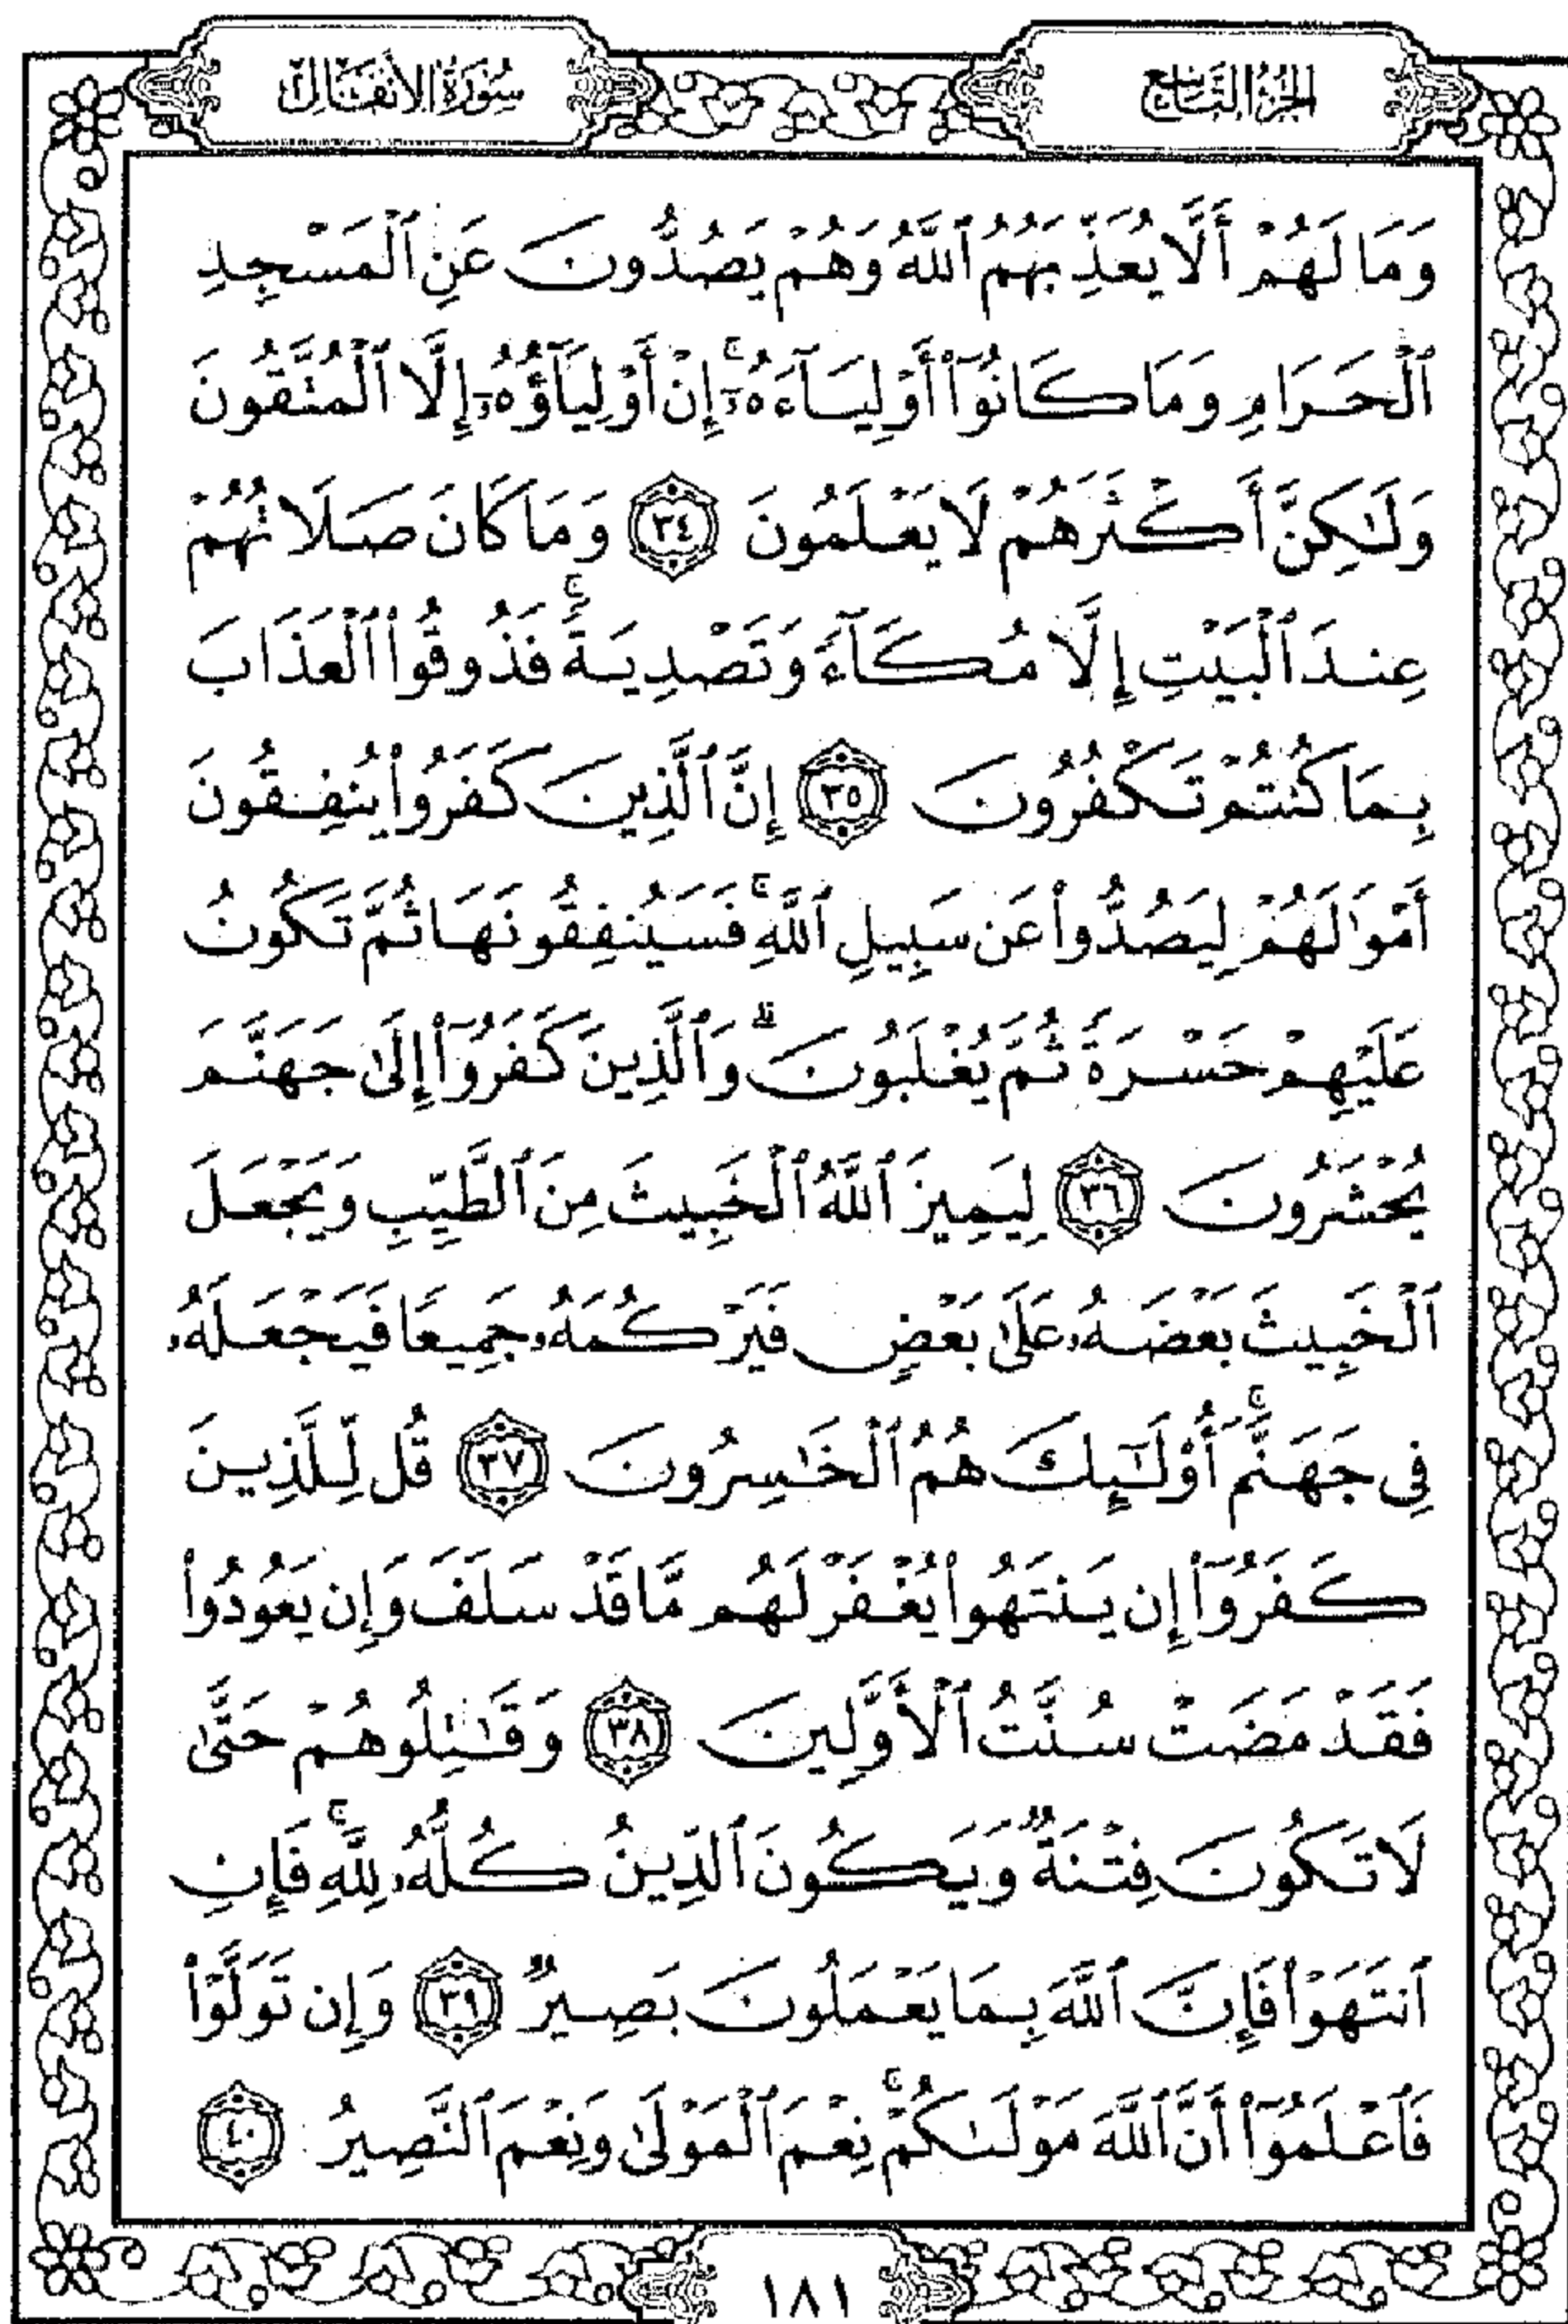 الجزء التاسع
سورة الأنفال
وَمَا لَهُمْ أَلَّا يُعَذِّبَهُمُ ٱللَّهُ وَهُمْ يَصُدُّونَ عَنِ ٱلْمَسْجِدِ
ٱلْحَرَامِ وَمَا كَانُوٓا۟ أَوْلِيَآءَهُۥٓ ۚ إِنْ أَوْلِيَآؤُهُۥٓ إِلَّا ٱلْمُتَّقُونَ
وَلَـٰكِنَّ أَكْثَرَهُمْ لَا يَعْلَمُونَ ٣٤ وَمَا كَانَ صَلَاتُهُمْ
عِندَ ٱلْبَيْتِ إِلَّا مُكَآءً وَتَصْدِيَةً ۚ فَذُوقُوا۟ ٱلْعَذَابَ
بِمَا كُنتُمْ تَكْفُرُونَ ٣٥ إِنَّ ٱلَّذِينَ كَفَرُوا۟ يُنفِقُونَ
أَمْوَٰلَهُمْ لِيَصُدُّوا۟ عَن سَبِيلِ ٱللَّهِ ۚ فَسَيُنفِقُونَهَا ثُمَّ تَكُونُ
عَلَيْهِمْ حَسْرَةً ثُمَّ يُغْلَبُونَ ۗ وَٱلَّذِينَ كَفَرُوٓا۟ إِلَىٰ جَهَنَّمَ
يُحْشَرُونَ ٣٦ لِيَمِيزَ ٱللَّهُ ٱلْخَبِيثَ مِنَ ٱلطَّيِّبِ وَيَجْعَلَ
ٱلْخَبِيثَ بَعْضَهُۥ عَلَىٰ بَعْضٍ فَيَرْكُمَهُۥ جَمِيعًا فَيَجْعَلَهُۥ
فِى جَهَنَّمَ ۚ أُو۟لَـٰٓئِكَ هُمُ ٱلْخَـٰسِرُونَ ٣٧ قُل لِّلَّذِينَ
كَفَرُوٓا۟ إِن يَنتَهُوا۟ يُغْفَرْ لَهُم مَّا قَدْ سَلَفَ وَإِن يَعُودُوا۟
فَقَدْ مَضَتْ سُنَّتُ ٱلْأَوَّلِينَ ٣٨ وَقَـٰتِلُوهُمْ حَتَّىٰ
لَا تَكُونَ فِتْنَةٌ وَيَكُونَ ٱلدِّينُ كُلُّهُۥ لِلَّهِ ۚ فَإِنِ
ٱنتَهَوْا۟ فَإِنَّ ٱللَّهَ بِمَا يَعْمَلُونَ بَصِيرٌ ٣٩ وَإِن تَوَلَّوْا۟
فَٱعْلَمُوٓا۟ أَنَّ ٱللَّهَ مَوْلَىٰكُمْ ۚ نِعْمَ ٱلْمَوْلَىٰ وَنِعْمَ ٱلنَّصِيرُ ٤٠
١٨١